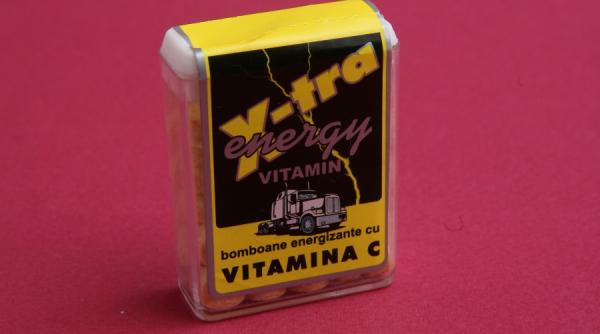 X-tra
energy
VITAMIN
bomboane energizante cu
VITAMINA C